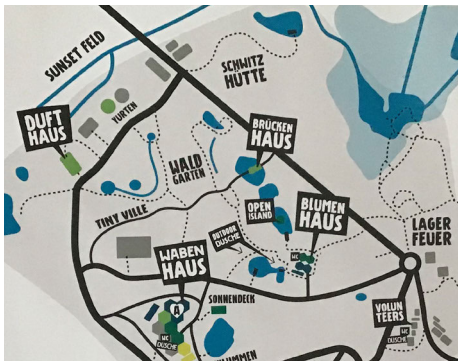 SUNSET FELD
SCHWITZ
HÜTTE
YURTEN
DUFT
HAUS
BRÜCKEN
HAUS
WALD
GARTEN
TINY VILLE
OPEN
ISLAND
BLUMEN
HAUS
OUTDOOR
DUSCHE
WC
LAGER
FEUER
WABEN
HAUS
SONNENDECK
A
VOLUN
TEERS
WC
DUSCHE
WC
DUSCHE